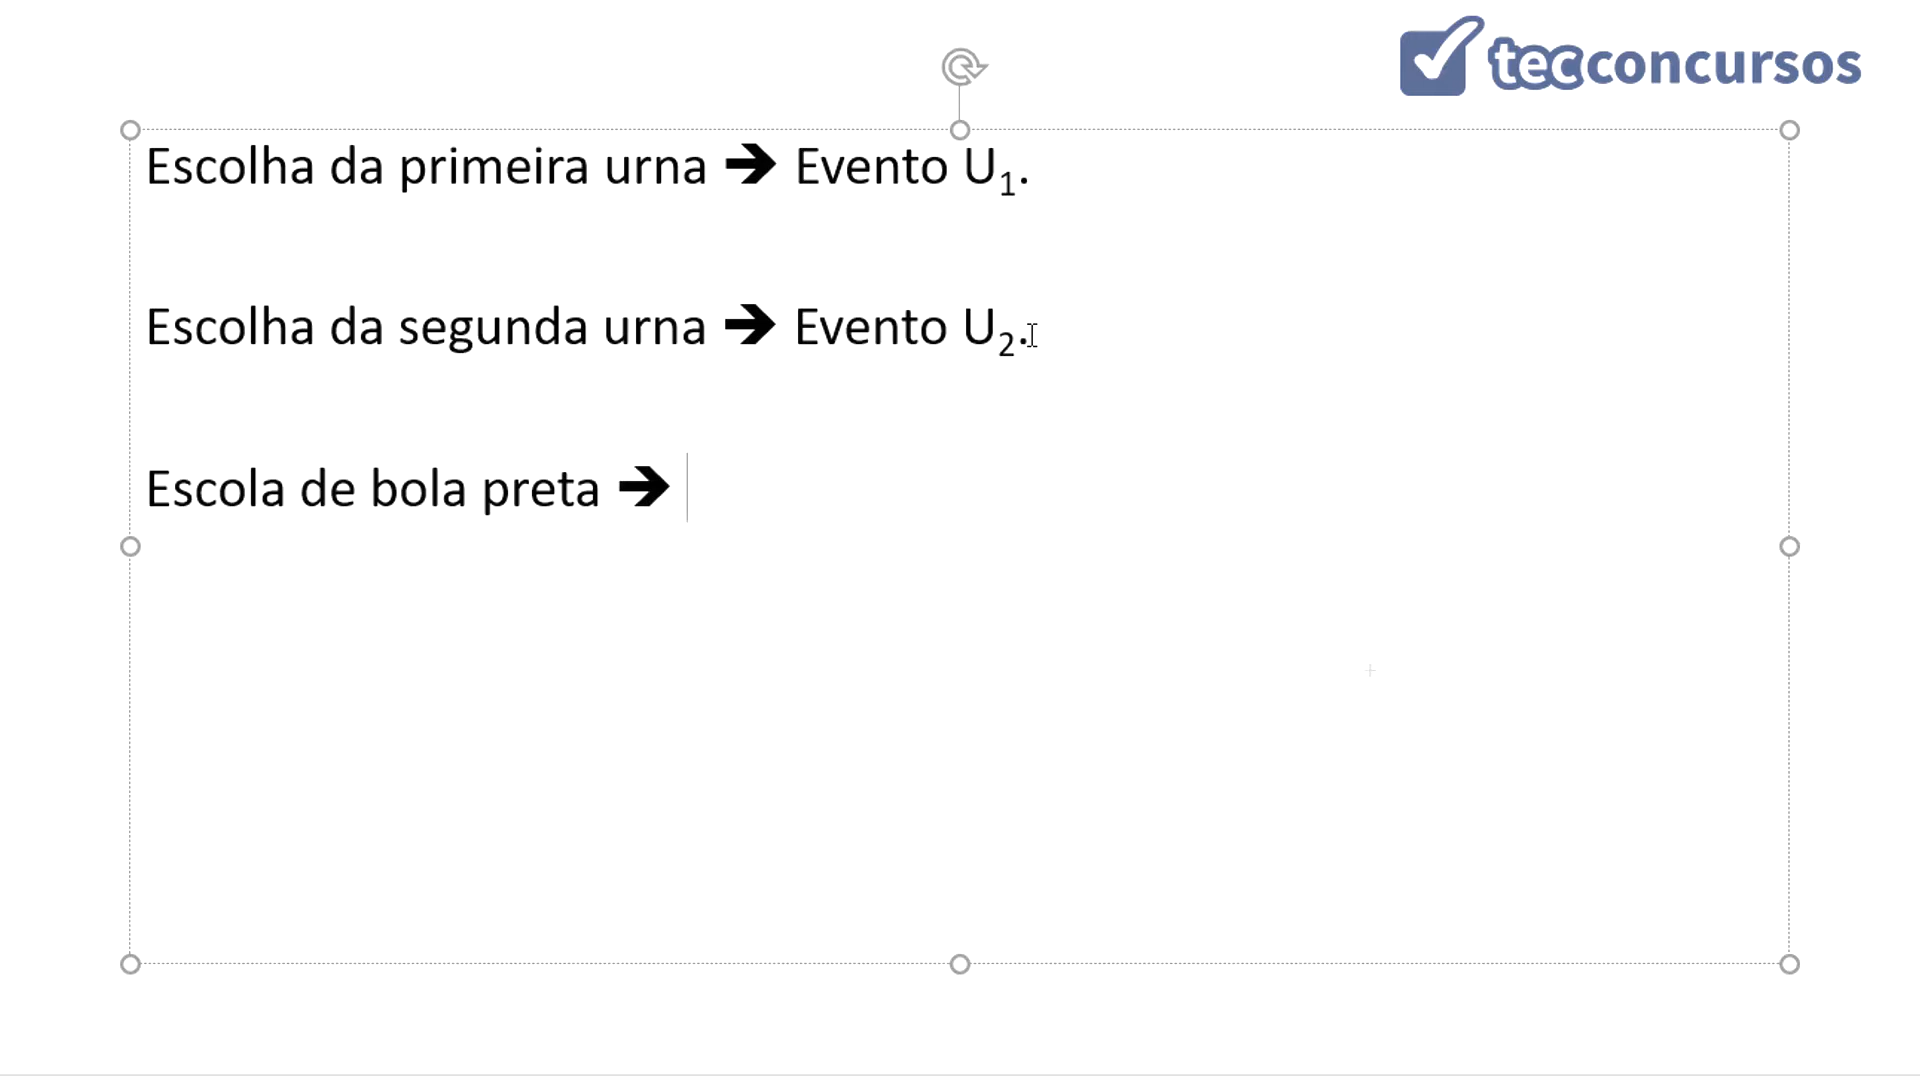 tecconcursos
Escolha da primeira urna ➔ Evento U₁.
Escolha da segunda urna ➔ Evento U₂.
Escola de bola preta ➔